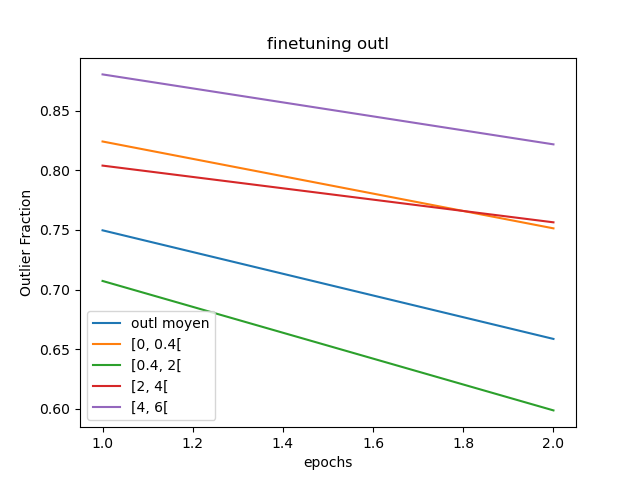 finetuning outl
Outlier Fraction
0.85
0.80
0.75
0.70
0.65
0.60
outl moyen
[0, 0.4[
[0.4, 2[
[2, 4[
[4, 6[
1.0 1.2 1.4 1.6 1.8 2.0
epochs